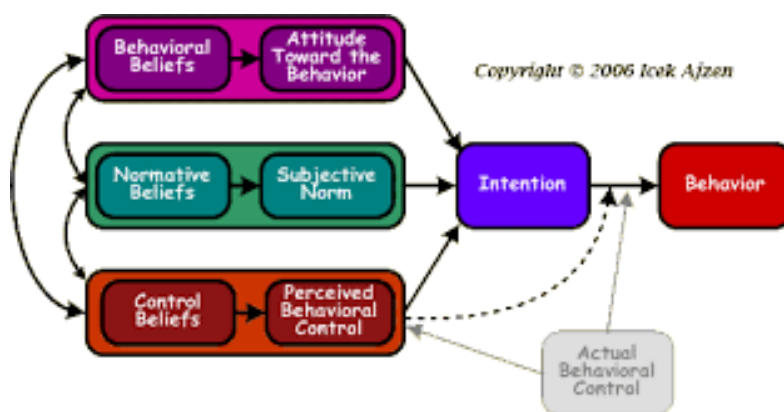 Behavioral
Beliefs
Attitude
Toward the
Behavior
Copyright © 2006 Icek Ajzen
Normative
Beliefs
Subjective
Norm
Intention
Behavior
Control
Beliefs
Perceived
Behavioral
Control
Actual
Behavioral
Control